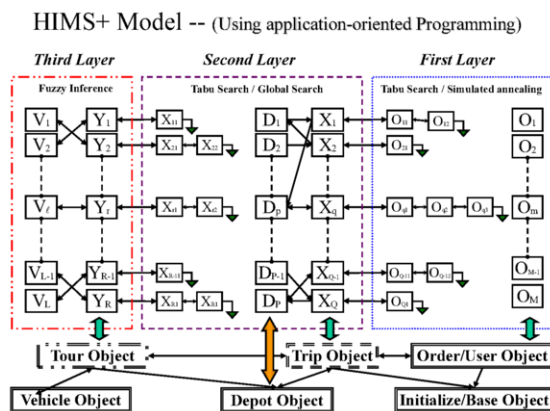 HIMS+ Model -- (Using application-oriented Programming)
Third Layer Second Layer First Layer
Fuzzy Inference Tabu Search / Global Search Tabu Search / Simulated annealing
V1 Y1 X11 D1 X1 O11 O12 O1
V2 Y2 X21 X22 D2 X2 O21 O2
Vℓ Yr Xr1 Xr2 Dp Xq Oq1 Oq2 Oq3 Om
VL-1 YR-1 DP-1 XQ-1 OQ-11 OQ-12 OM-1
VL YR XR1 DP XQ OQ1 OM
Tour Object Trip Object Order/User Object
Vehicle Object Depot Object Initialize/Base Object